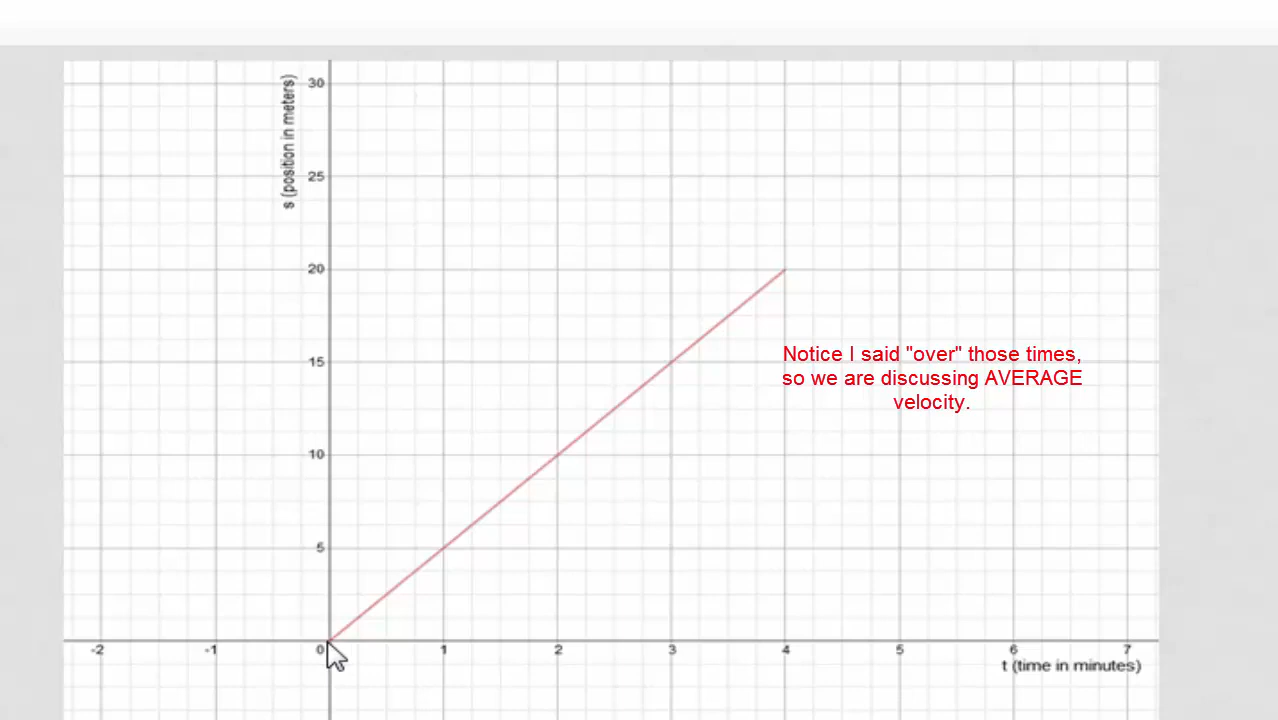 s (position in meters)
30
25
20
15
10
5
Notice I said "over" those times,
so we are discussing AVERAGE
velocity.
-2 -1 0 1 2 3 4 5 6 7
t (time in minutes)